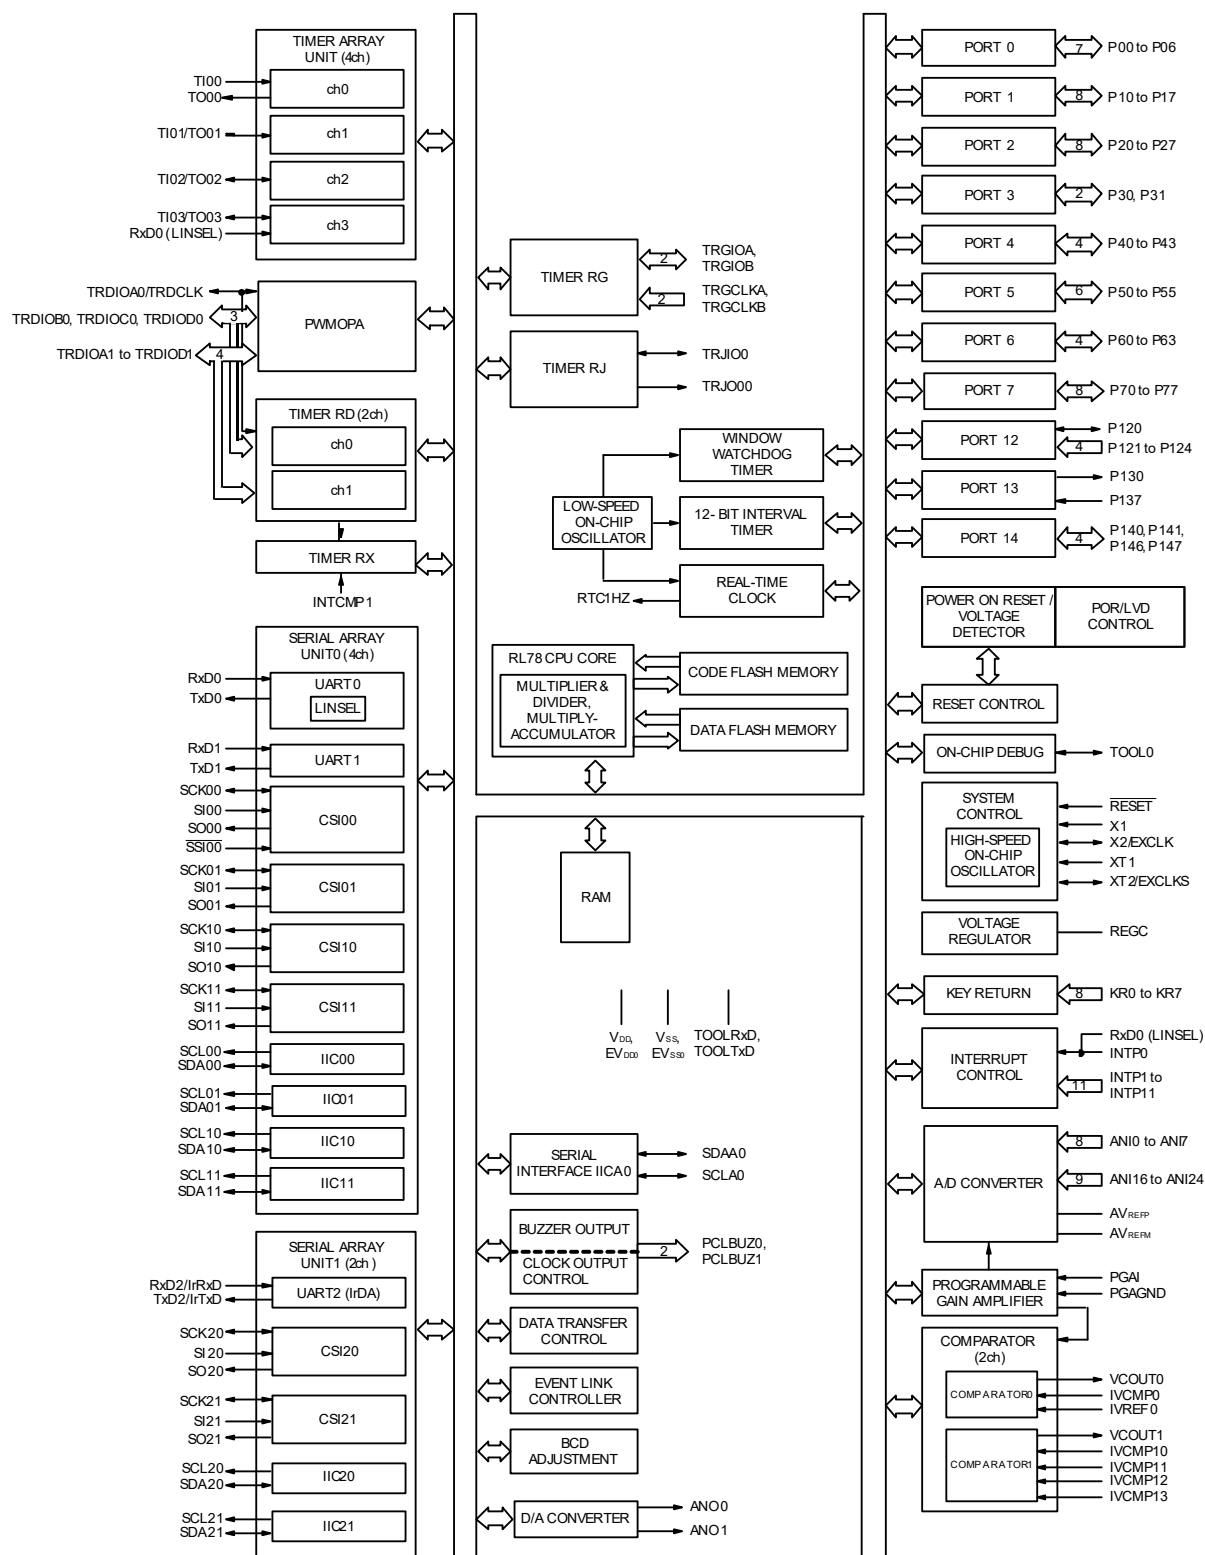 TIMER ARRAY
UNIT (4ch)
TI00
TO00
ch0
TI01/TO01
ch1
TI02/TO02
ch2
TI03/TO03
RxD0 (LINSEL)
ch3
TRDIOA0/TRDCLK
TRDIOB0, TRDIOC0, TRDIOD0
3
PWMOPA
TRDIOA1 to TRDIOD1
4
TIMER RD (2ch)
ch0
ch1
TIMER RX
INTCMP1
SERIAL ARRAY
UNIT0 (4ch)
RxD0
TxD0
UART0
LINSEL
RxD1
TxD1
UART1
SCK00
SI00
SO00
SSI00
CSI00
SCK01
SI01
SO01
CSI01
SCK10
SI10
SO10
CSI10
SCK11
SI11
SO11
CSI11
SCL00
SDA00
IIC00
SCL01
SDA01
IIC01
SCL10
SDA10
IIC10
SCL11
SDA11
IIC11
SERIAL ARRAY
UNIT1 (2ch)
RxD2/IrRxD
TxD2/IrTxD
UART2 (IrDA)
SCK20
SI20
SO20
CSI20
SCK21
SI21
SO21
CSI21
SCL20
SDA20
IIC20
SCL21
SDA21
IIC21
TIMER RG
2
TRGIOA,
TRGIOB
2
TRGCLKA,
TRGCLKB
TIMER RJ
TRJIO0
TRJO00
WINDOW
WATCHDOG
TIMER
LOW-SPEED
ON-CHIP
OSCILLATOR
12- BIT INTERVAL
TIMER
REAL-TIME
CLOCK
RTC1HZ
RL78 CPU CORE
MULTIPLIER &
DIVIDER,
MULTIPLY-
ACCUMULATOR
CODE FLASH MEMORY
DATA FLASH MEMORY
RAM
VDD,
EVDD0
VSS,
EVSS0
TOOLRxD,
TOOLTxD
SERIAL
INTERFACE IICA0
SDAA0
SCLA0
BUZZER OUTPUT
CLOCK OUTPUT
CONTROL
2
PCLBUZ0,
PCLBUZ1
DATA TRANSFER
CONTROL
EVENT LINK
CONTROLLER
BCD
ADJUSTMENT
D/A CONVERTER
ANO0
ANO1
PORT 0
7
P00 to P06
PORT 1
8
P10 to P17
PORT 2
8
P20 to P27
PORT 3
2
P30, P31
PORT 4
4
P40 to P43
PORT 5
6
P50 to P55
PORT 6
4
P60 to P63
PORT 7
8
P70 to P77
PORT 12
P120
4
P121 to P124
PORT 13
P130
P137
PORT 14
4
P140, P141,
P146, P147
POWER ON RESET /
VOLTAGE
DETECTOR
POR/LVD
CONTROL
RESET CONTROL
ON-CHIP DEBUG
TOOL0
SYSTEM
CONTROL
HIGH-SPEED
ON-CHIP
OSCILLATOR
RESET
X1
X2/EXCLK
XT1
XT2/EXCLKS
VOLTAGE
REGULATOR
REGC
KEY RETURN
8
KR0 to KR7
INTERRUPT
CONTROL
RxD0 (LINSEL)
INTP0
11
INTP1 to
INTP11
A/D CONVERTER
8
ANI0 to ANI7
9
ANI16 to ANI24
AVREFP
AVREFM
PROGRAMMABLE
GAIN AMPLIFIER
PGAI
PGAGND
COMPARATOR
(2ch)
COMPARATOR0
VCOUT0
IVCMP0
IVREF0
COMPARATOR1
VCOUT1
IVCMP10
IVCMP11
IVCMP12
IVCMP13